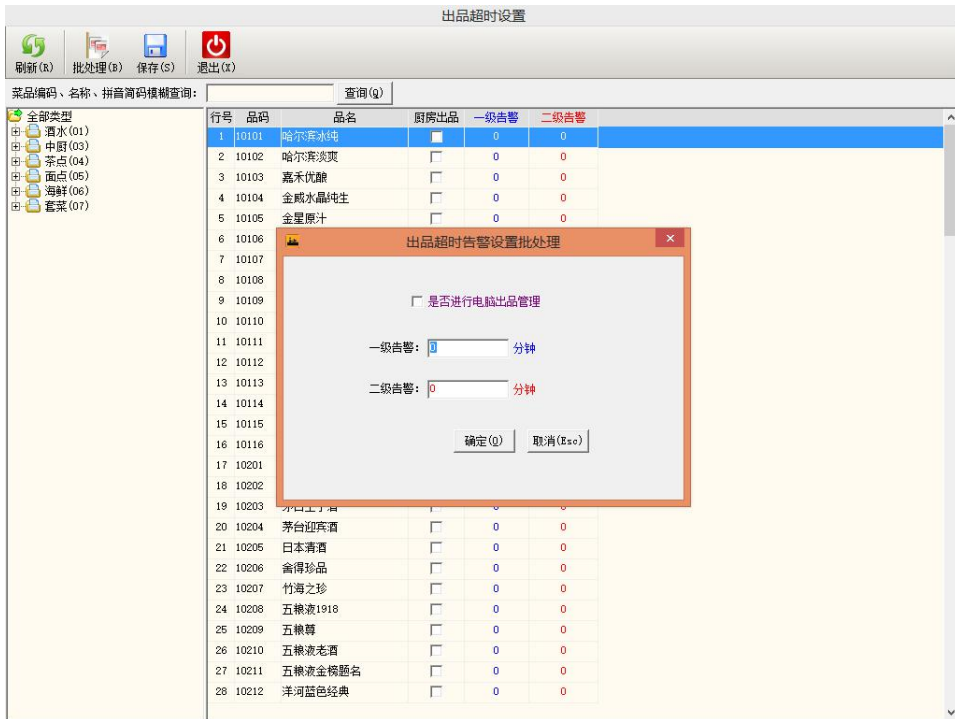 出品超时设置
刷新(R) 批处理(B) 保存(S) 退出(X)
菜品编码、名称、拼音简码模糊查询: 查询(Q)
全部类型
酒水(01)
中厨(03)
茶点(04)
面点(05)
海鲜(06)
套菜(07)
行号 品码 品名 厨房出品 一级告警 二级告警
1 10101 哈尔滨冰纯 0 0
2 10102 哈尔滨淡爽 0 0
3 10103 嘉禾优酿 0 0
4 10104 金威水晶纯生 0 0
5 10105 金星原汁 0 0
6 10106
7 10107
8 10108
9 10109
10 10110
11 10111
12 10112
13 10113
14 10114
15 10115
16 10116
17 10201
18 10202
19 10203
20 10204 茅台迎宾酒 0 0
21 10205 日本清酒 0 0
22 10206 舍得珍品 0 0
23 10207 竹海之珍 0 0
24 10208 五粮液1918 0 0
25 10209 五粮尊 0 0
26 10210 五粮液老酒 0 0
27 10211 五粮液金榜题名 0 0
28 10212 洋河蓝色经典 0 0
出品超时告警设置批处理
是否进行电脑出品管理
一级告警: 0 分钟
二级告警: 0 分钟
确定(O) 取消(Esc)